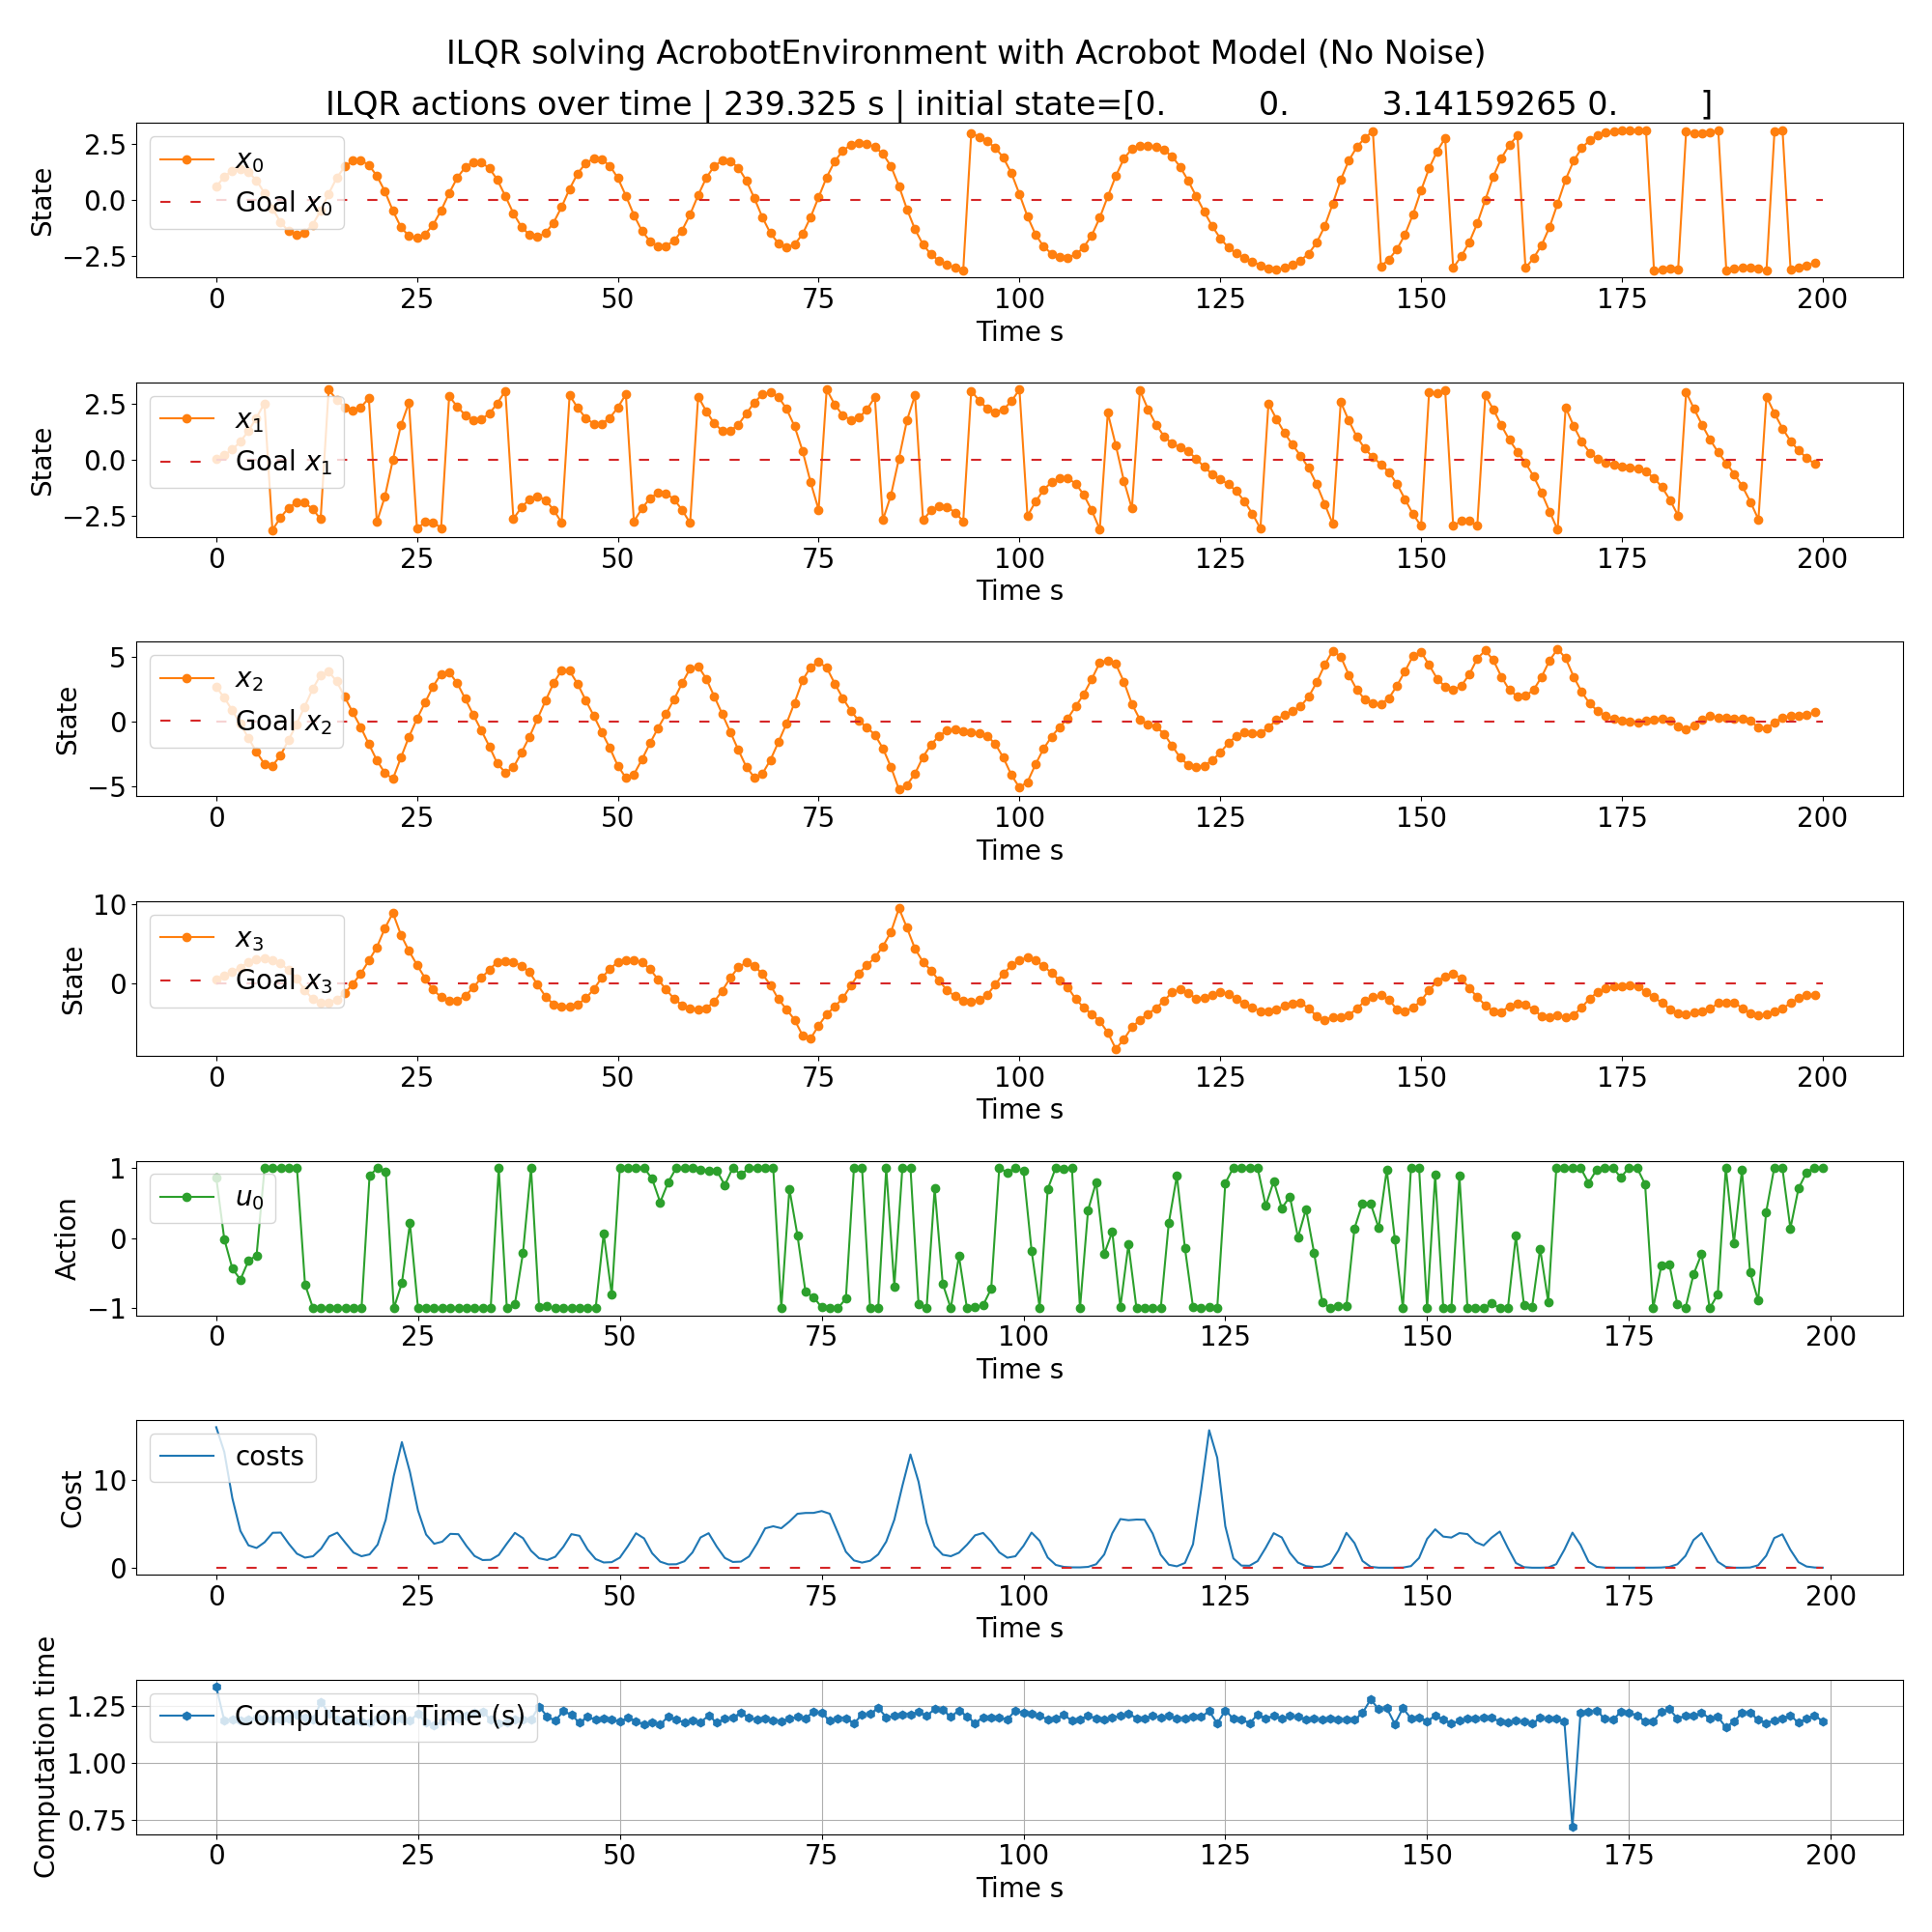 ILQR solving AcrobotEnvironment with Acrobot Model (No Noise)
ILQR actions over time | 239.325 s | initial state=[0. 0. 3.14159265 0. ]
2.5
0.0
−2.5
State
x0
Goal x0
0 25 50 75 100 125 150 175 200
Time s
2.5
0.0
−2.5
State
x1
Goal x1
0 25 50 75 100 125 150 175 200
Time s
5
0
−5
State
x2
Goal x2
0 25 50 75 100 125 150 175 200
Time s
10
0
State
x3
Goal x3
0 25 50 75 100 125 150 175 200
Time s
1
0
−1
Action
u0
0 25 50 75 100 125 150 175 200
Time s
10
0
Cost
costs
0 25 50 75 100 125 150 175 200
Time s
1.25
1.00
0.75
Computation time
Computation Time (s)
0 25 50 75 100 125 150 175 200
Time s